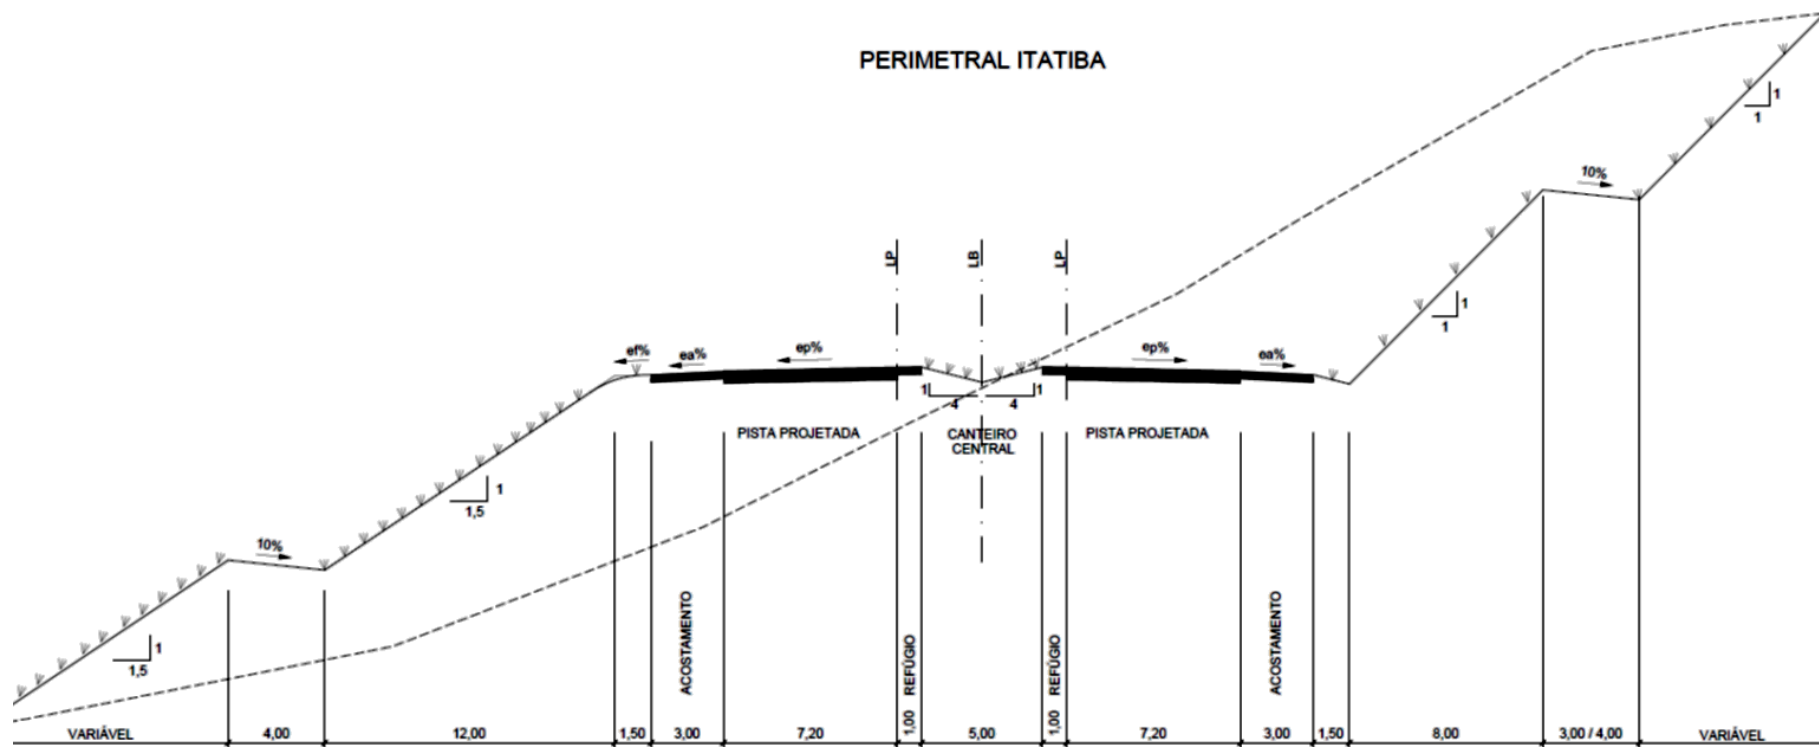 PERIMETRAL ITATIBA
1
1
10%
LP
LB
LP
1
1
ef%
ea%
ep%
ep%
ea%
1
4
4
1
PISTA PROJETADA
CANTEIRO
CENTRAL
PISTA PROJETADA
1
1,5
10%
1
1,5
ACOSTAMENTO
REFÚGIO
REFÚGIO
ACOSTAMENTO
VARIÁVEL
4,00
12,00
1,50
3,00
7,20
1,00
5,00
1,00
7,20
3,00
1,50
8,00
3,00 / 4,00
VARIÁVEL